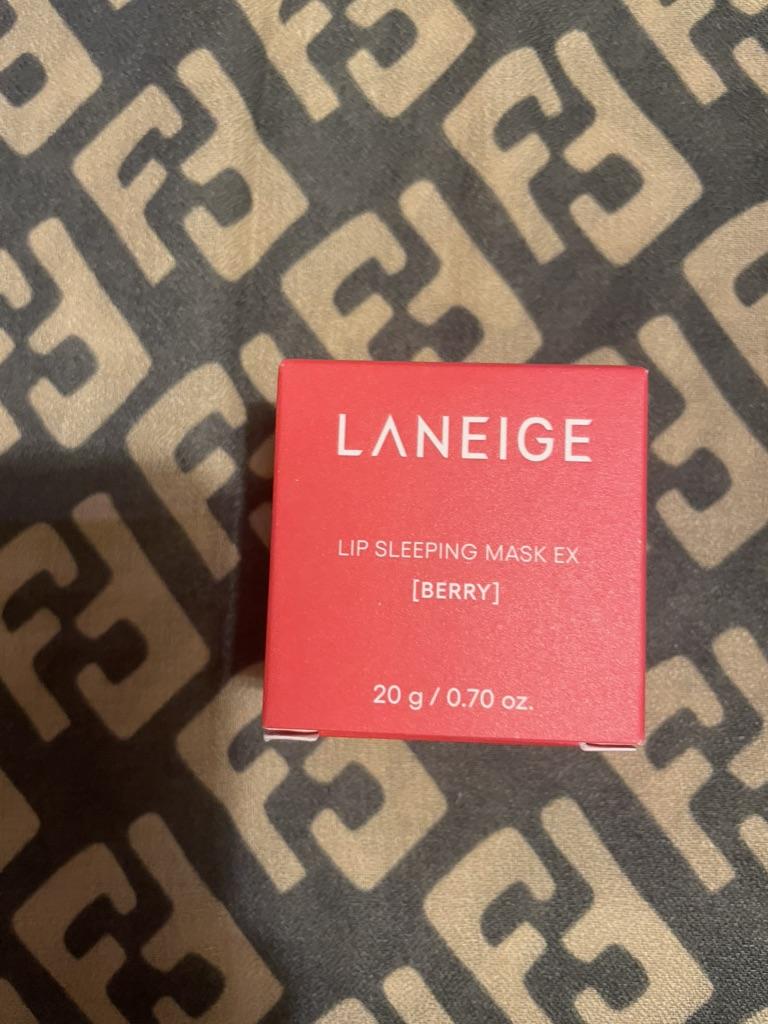 LANEIGE
LIP SLEEPING MASK EX
[BERRY]
20 g / 0.70 oz.